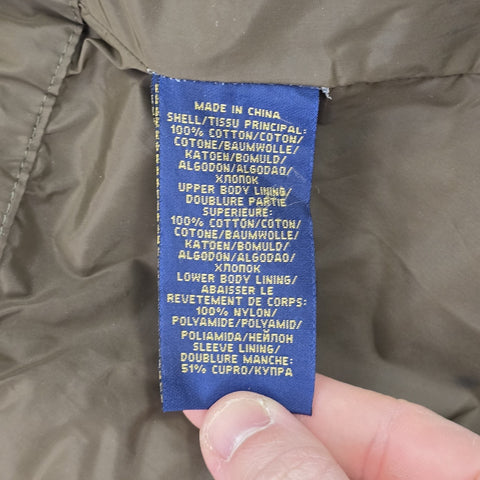 MADE IN CHINA
SHELL/TISSU PRINCIPAL:
100% COTTON/COTON/
COTONE/BAUMWOLLE/
KATOEN/BOMULD/
ALGODON/ALGODAO/
ХЛОПОК
UPPER BODY LINING/
DOUBLURE PARTIE
SUPERIEURE:
100% COTTON/COTON/
COTONE/BAUMWOLLE/
KATOEN/BOMULD/
ALGODON/ALGODAO/
ХЛОПОК
LOWER BODY LINING/
ABAISSER LE
REVETEMENT DE CORPS:
100% NYLON/
POLYAMIDE/POLYAMID/
POLIAMIDA/НЕЙЛОН
SLEEVE LINING/
DOUBLURE MANCHE:
51% CUPRO/КУПРА